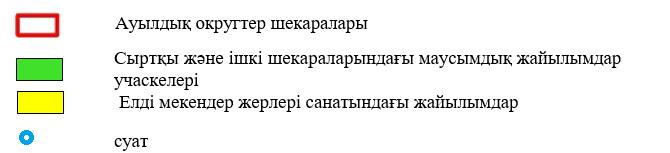 Ауылдық округтер шекаралары
Сыртқы және ішкі шекараларындағы маусымдық жайылымдар
учаскелері
Елді мекендер жерлері санатындағы жайылымдар
суат